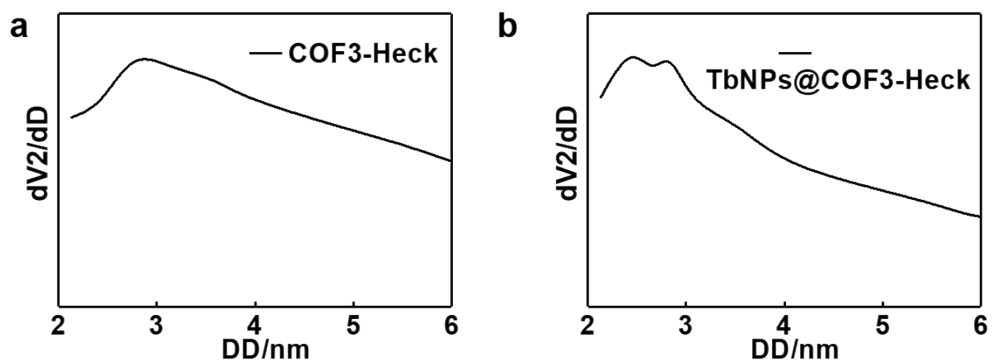 a
COF3-Heck
dV2/dD
2 3 4 5 6
DD/nm
b
TbNPs@COF3-Heck
dV2/dD
2 3 4 5 6
DD/nm